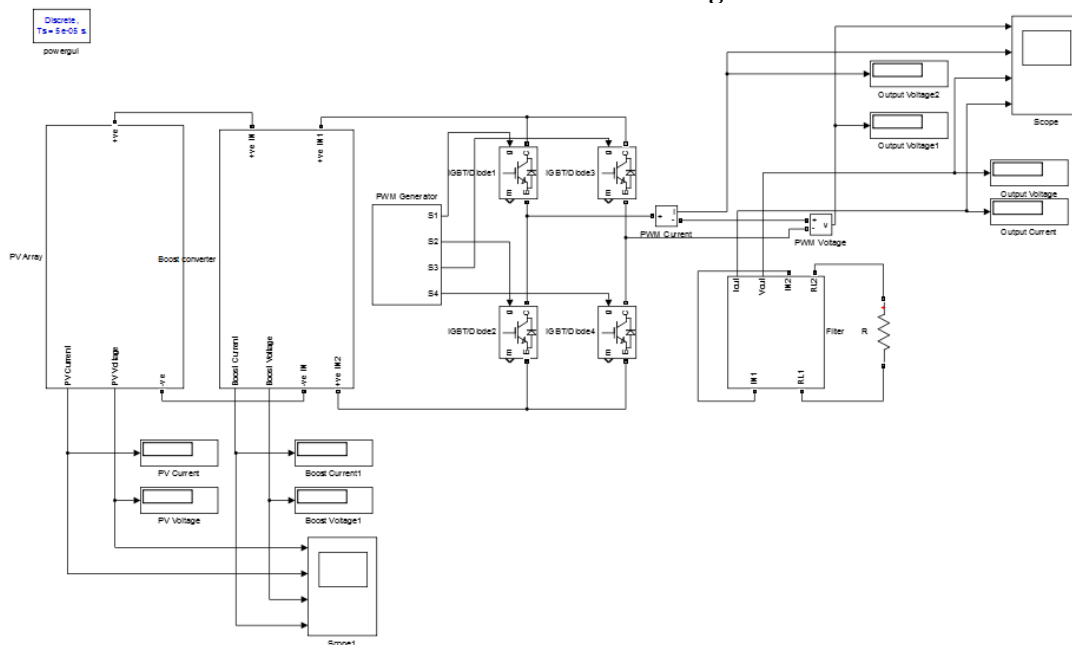 Discrete,
Ts = 5e-05 s.
powergui
+ve
PV Array
PV Current
PV Voltage
-ve
+ve IN
+ve IN1
Boost converter
Boost Current
Boost Voltage
-ve IN
+ve IN2
PWM Generator
S1
S2
S3
S4
g
C
m
E
IGBT/Diode1
g
C
m
E
IGBT/Diode3
g
C
m
E
IGBT/Diode2
g
C
m
E
IGBT/Diode4
+
i
-
PWM Current
+
-
v
PWM Voltage
Output Voltage2
Output Voltage1
Output Voltage
Output Current
Scope
Iout
Vout
IN2
RL2
Filter
IN1
RL1
R
+
PV Current
PV Voltage
Boost Current1
Boost Voltage1
Scope1